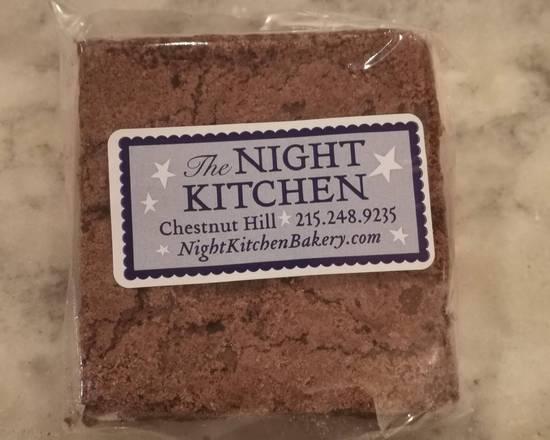 The NIGHT
KITCHEN
Chestnut Hill 215.248.9235
NightKitchenBakery.com